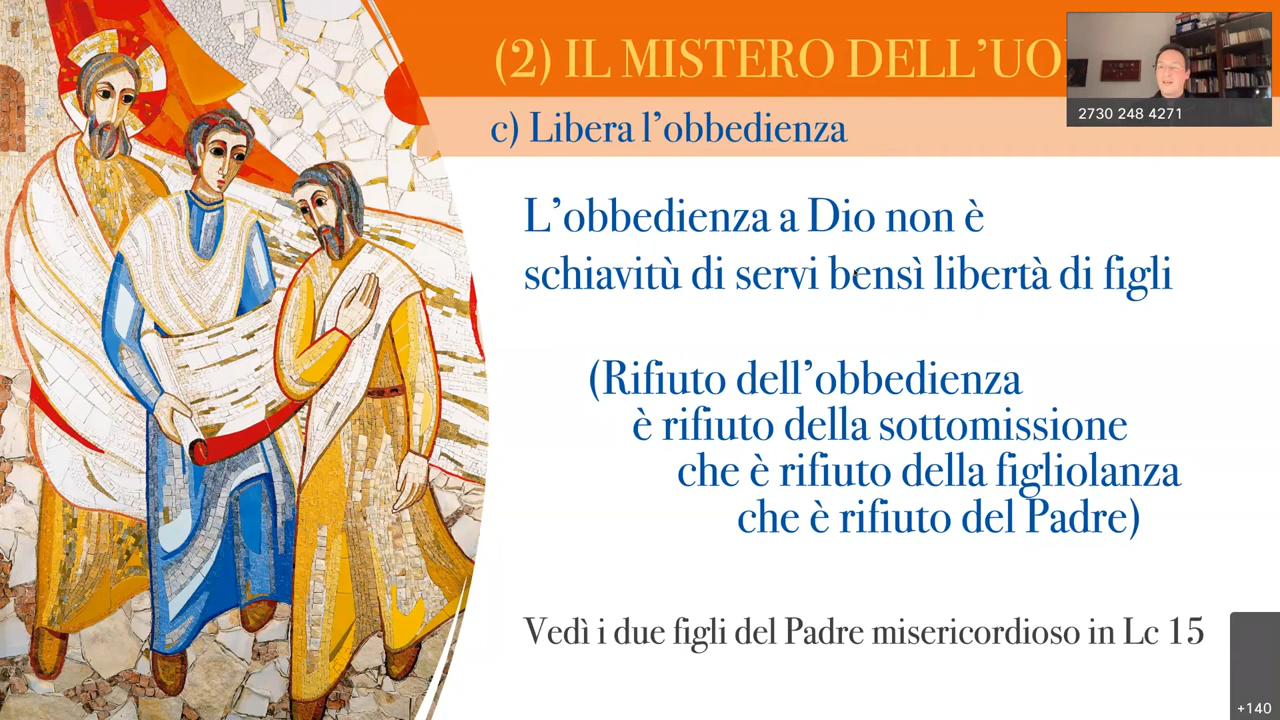 (2) IL MISTERO DELL’UO
2730 248 4271
c) Libera l’obbedienza
L’obbedienza a Dio non è
schiavitù di servi bensì libertà di figli
(Rifiuto dell’obbedienza
è rifiuto della sottomissione
che è rifiuto della figliolanza
che è rifiuto del Padre)
Vedì i due figli del Padre misericordioso in Lc 15
+140